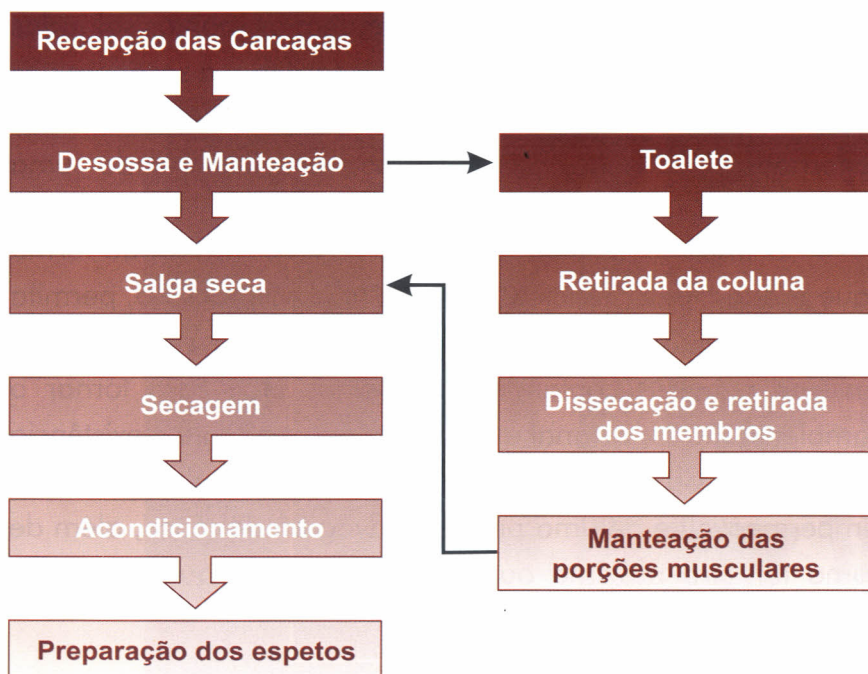 Recepção das Carcaças
Desossa e Manteação
Salga seca
Secagem
Acondicionamento
Preparação dos espetos
Toalete
Retirada da coluna
Dissecação e retirada
dos membros
Manteação das
porções musculares